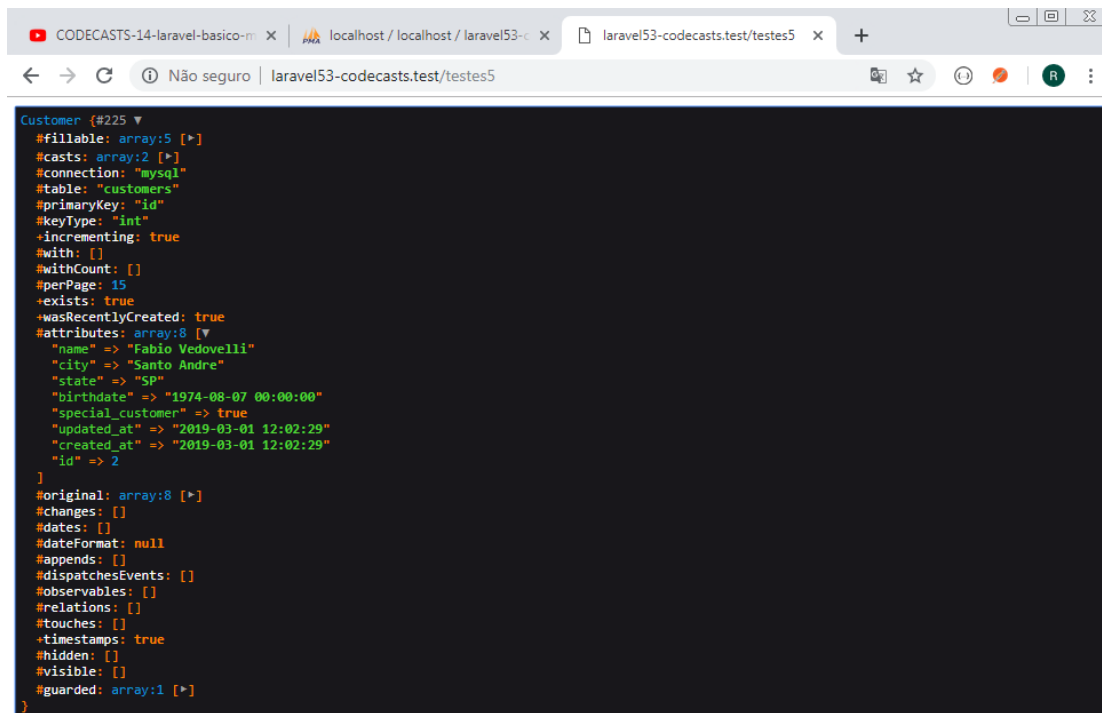 CODECASTS-14-laravel-basico-m
localhost / localhost / laravel53-c
laravel53-codecasts.test/testes5
Não seguro | laravel53-codecasts.test/testes5
R
Customer {#225 ▼
#fillable: array:5 [▶]
#casts: array:2 [▶]
#connection: "mysql"
#table: "customers"
#primaryKey: "id"
#keyType: "int"
+incrementing: true
#with: []
#withCount: []
#perPage: 15
+exists: true
+wasRecentlyCreated: true
#attributes: array:8 [▼
"name" => "Fabio Vedovelli"
"city" => "Santo Andre"
"state" => "SP"
"birthdate" => "1974-08-07 00:00:00"
"special_customer" => true
"updated_at" => "2019-03-01 12:02:29"
"created_at" => "2019-03-01 12:02:29"
"id" => 2
]
#original: array:8 [▶]
#changes: []
#dates: []
#dateFormat: null
#appends: []
#dispatchesEvents: []
#observables: []
#relations: []
#touches: []
+timestamps: true
#hidden: []
#visible: []
#guarded: array:1 [▶]
}